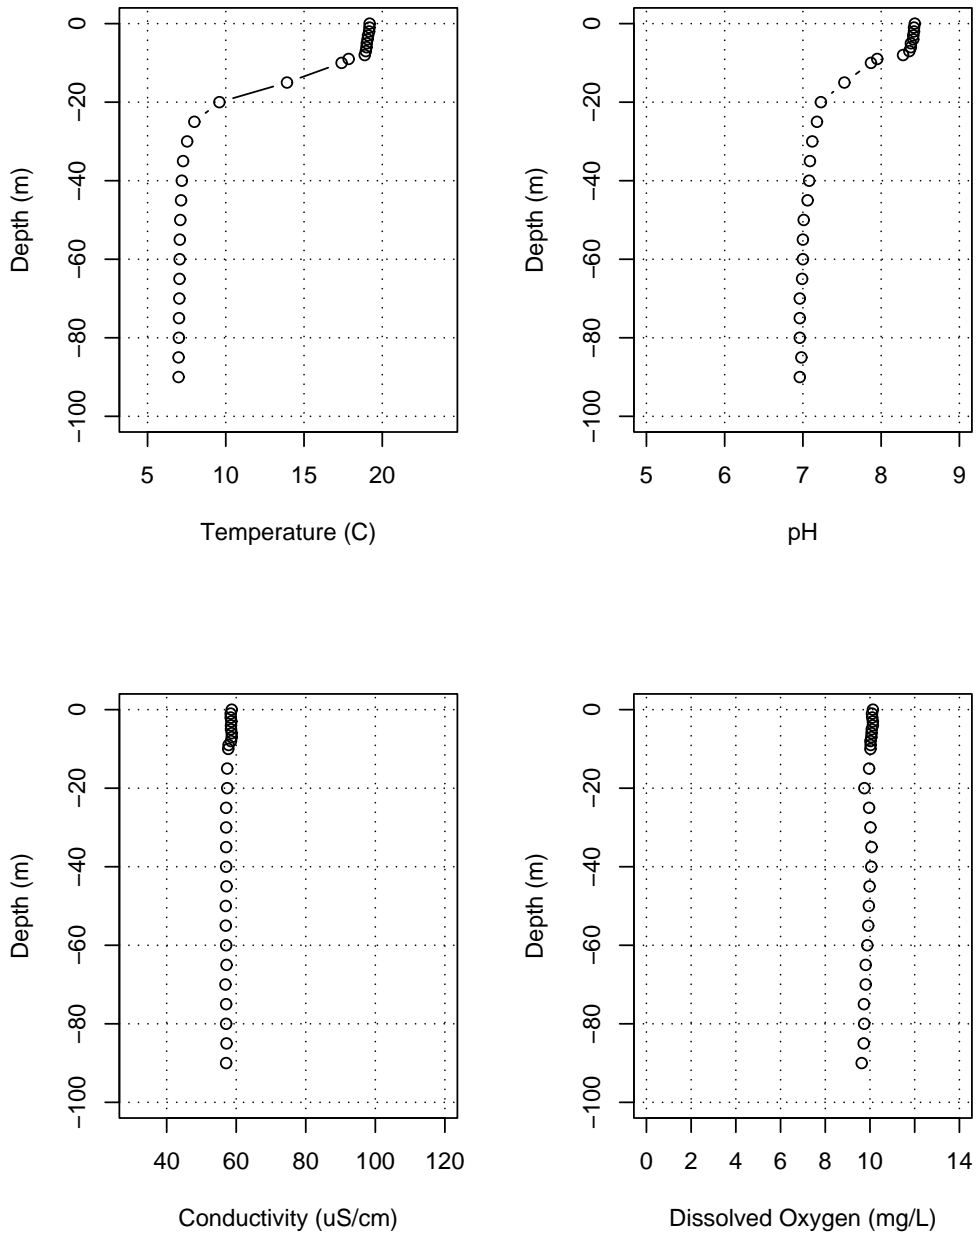 0
−20
−40
−60
−80
−100
Depth (m)
5 10 15 20
Temperature (C)
0
−20
−40
−60
−80
−100
Depth (m)
5 6 7 8 9
pH
0
−20
−40
−60
−80
−100
Depth (m)
40 60 80 100 120
Conductivity (uS/cm)
0
−20
−40
−60
−80
−100
Depth (m)
0 2 4 6 8 10 14
Dissolved Oxygen (mg/L)